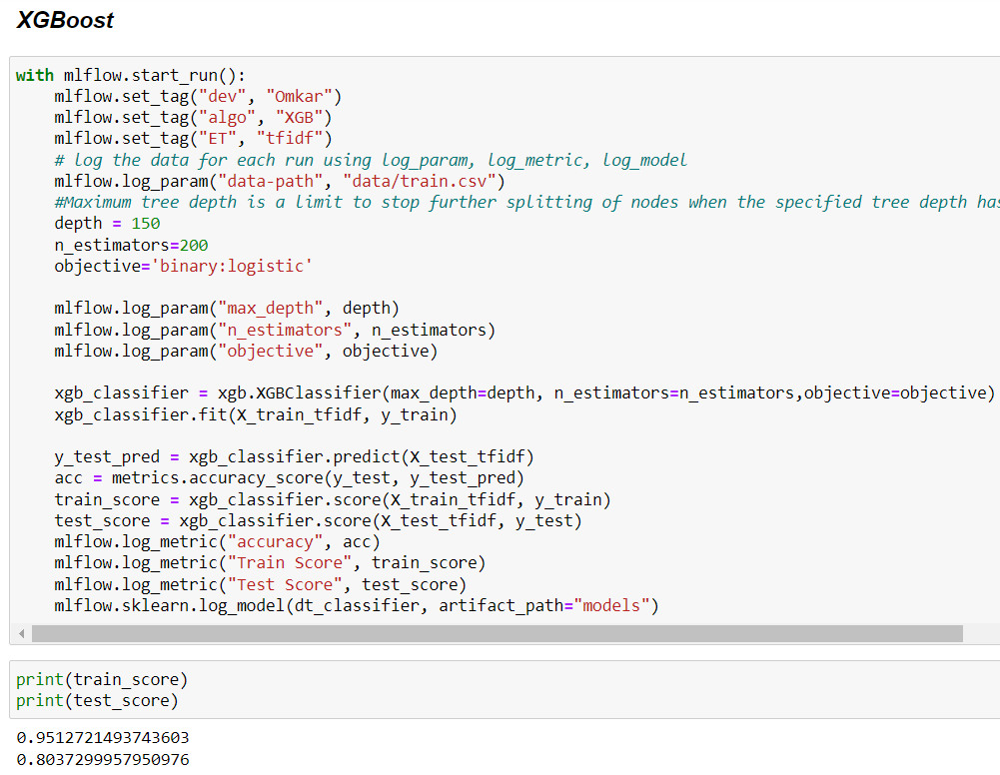 XGBoost
with mlflow.start_run():
    mlflow.set_tag("dev", "Omkar")
    mlflow.set_tag("algo", "XGB")
    mlflow.set_tag("ET", "tfidf")
    # log the data for each run using log_param, log_metric, log_model
    mlflow.log_param("data-path", "data/train.csv")
    #Maximum tree depth is a limit to stop further splitting of nodes when the specified tree depth has
    depth = 150
    n_estimators=200
    objective='binary:logistic'
    mlflow.log_param("max_depth", depth)
    mlflow.log_param("n_estimators", n_estimators)
    mlflow.log_param("objective", objective)
    xgb_classifier = xgb.XGBClassifier(max_depth=depth, n_estimators=n_estimators,objective=objective)
    xgb_classifier.fit(X_train_tfidf, y_train)
    y_test_pred = xgb_classifier.predict(X_test_tfidf)
    acc = metrics.accuracy_score(y_test, y_test_pred)
    train_score = xgb_classifier.score(X_train_tfidf, y_train)
    test_score = xgb_classifier.score(X_test_tfidf, y_test)
    mlflow.log_metric("accuracy", acc)
    mlflow.log_metric("Train Score", train_score)
    mlflow.log_metric("Test Score", test_score)
    mlflow.sklearn.log_model(dt_classifier, artifact_path="models")
print(train_score)
print(test_score)
0.9512721493743603
0.8037299957950976